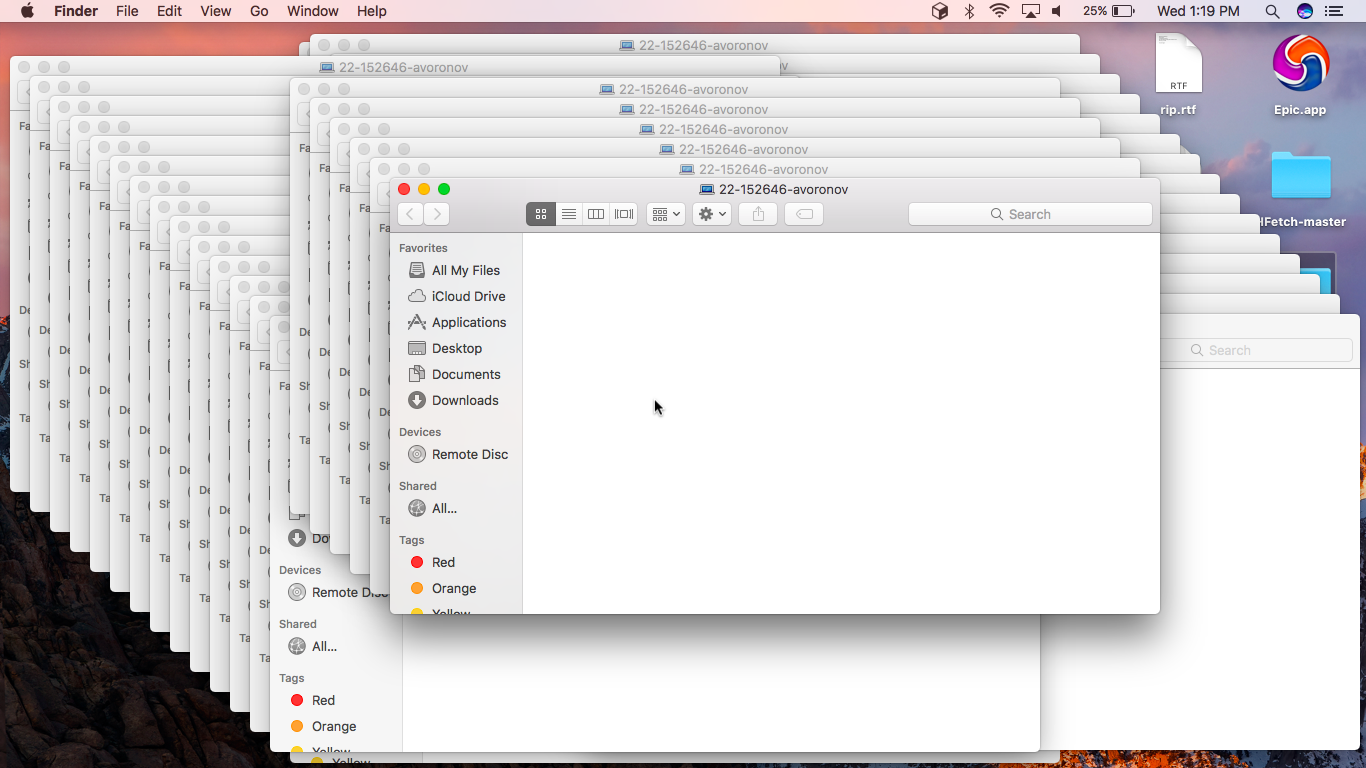 Finder File Edit View Go Window Help 25% Wed 1:19 PM
22-152646-avoronov
22-152646-avoronov
22-152646-avoronov
22-152646-avoronov
22-152646-avoronov
22-152646-avoronov
22-152646-avoronov
22-152646-avoronov
Search
Favorites
All My Files
iCloud Drive
Applications
Desktop
Documents
Downloads
Devices
Remote Disc
Shared
All...
Tags
Red
Orange
Yellow
Search
Devices
Remote Disc
Shared
All...
Tags
Red
Orange
Yellow
Yellow
RTF
rip.rtf
Epic.app
HFetch-master